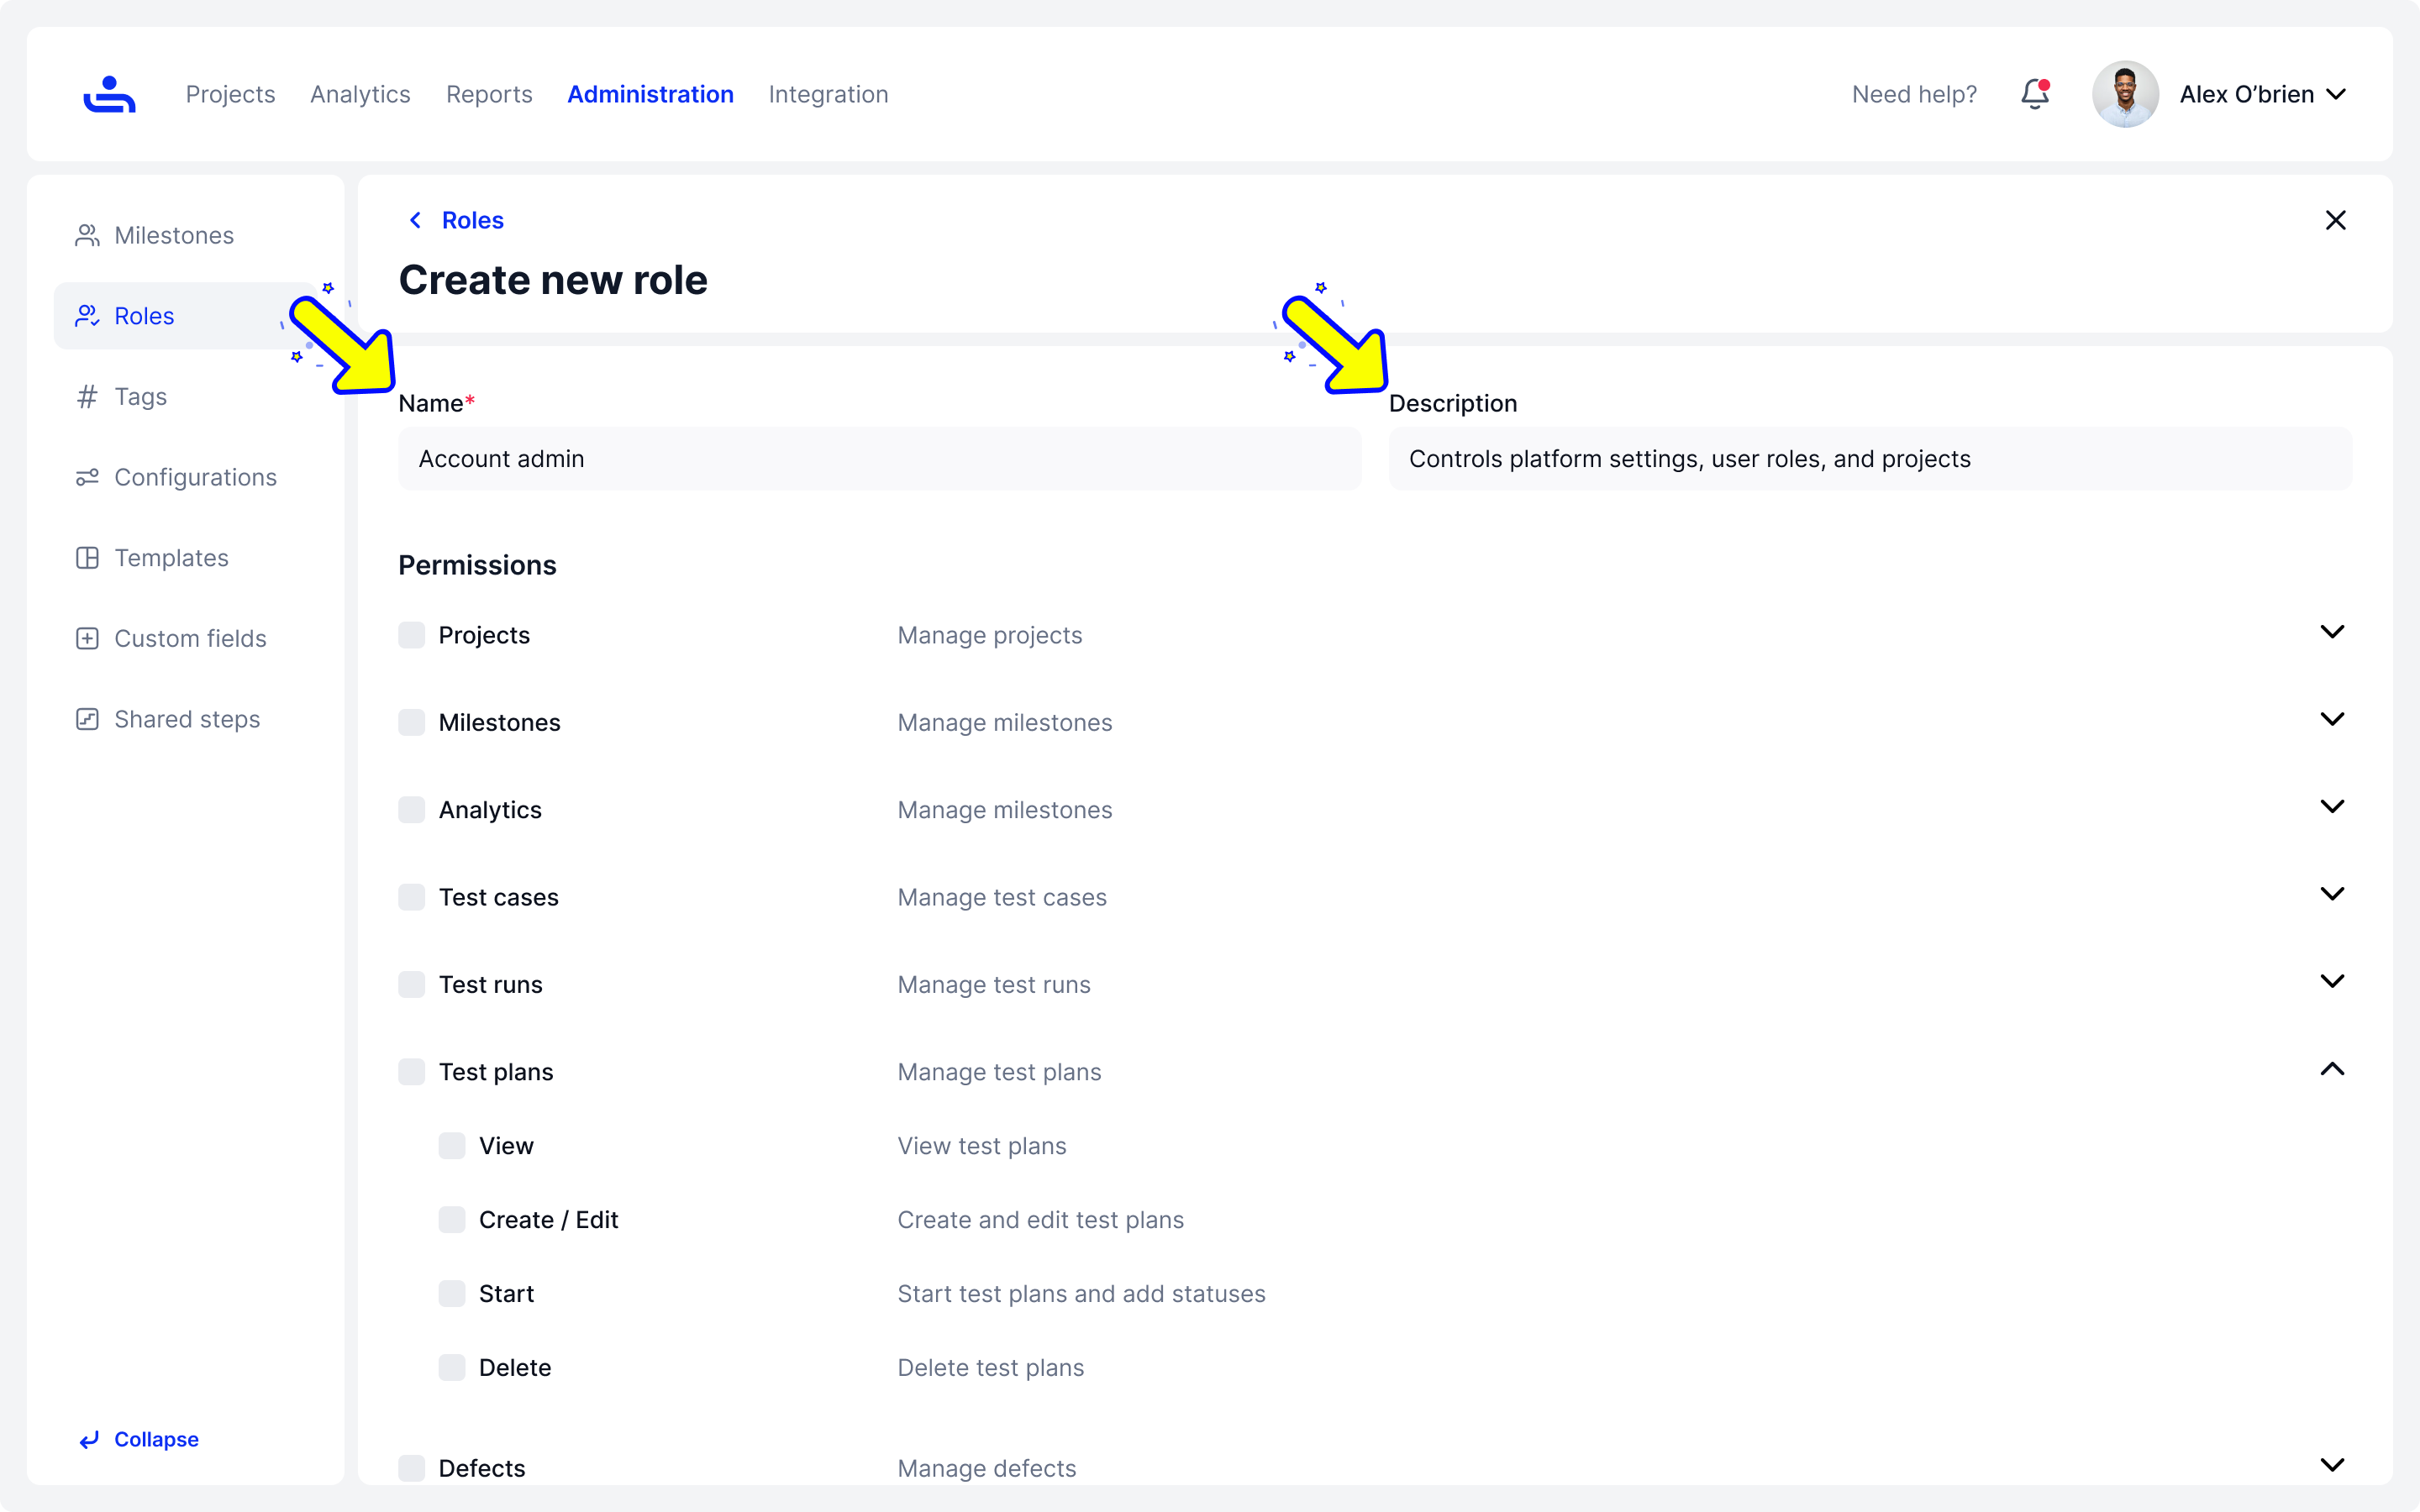 Projects Analytics Reports Administration Integration Need help? Alex O’brien
Milestones
Roles
Tags
Configurations
Templates
Custom fields
Shared steps
Collapse
Roles
Create new role
Name* Description
Account admin Controls platform settings, user roles, and projects
Permissions
Projects Manage projects
Milestones Manage milestones
Analytics Manage milestones
Test cases Manage test cases
Test runs Manage test runs
Test plans Manage test plans
View View test plans
Create / Edit Create and edit test plans
Start Start test plans and add statuses
Delete Delete test plans
Defects Manage defects